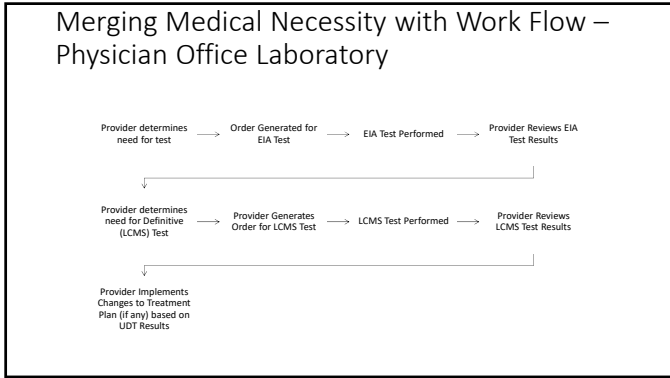 Merging Medical Necessity with Work Flow –
Physician Office Laboratory
Provider determines
need for test
Order Generated for
EIA Test
EIA Test Performed
Provider Reviews EIA
Test Results
Provider determines
need for Definitive
(LCMS) Test
Provider Generates
Order for LCMS Test
LCMS Test Performed
Provider Reviews
LCMS Test Results
Provider Implements
Changes to Treatment
Plan (if any) based on
UDT Results